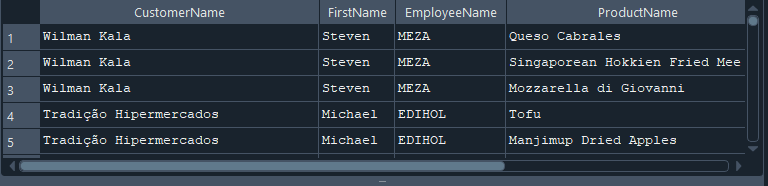 CustomerName FirstName EmployeeName ProductName
1 Wilman Kala Steven MEZA Queso Cabrales
2 Wilman Kala Steven MEZA Singaporean Hokkien Fried Mee
3 Wilman Kala Steven MEZA Mozzarella di Giovanni
4 Tradição Hipermercados Michael EDIHOL Tofu
5 Tradição Hipermercados Michael EDIHOL Manjimup Dried Apples